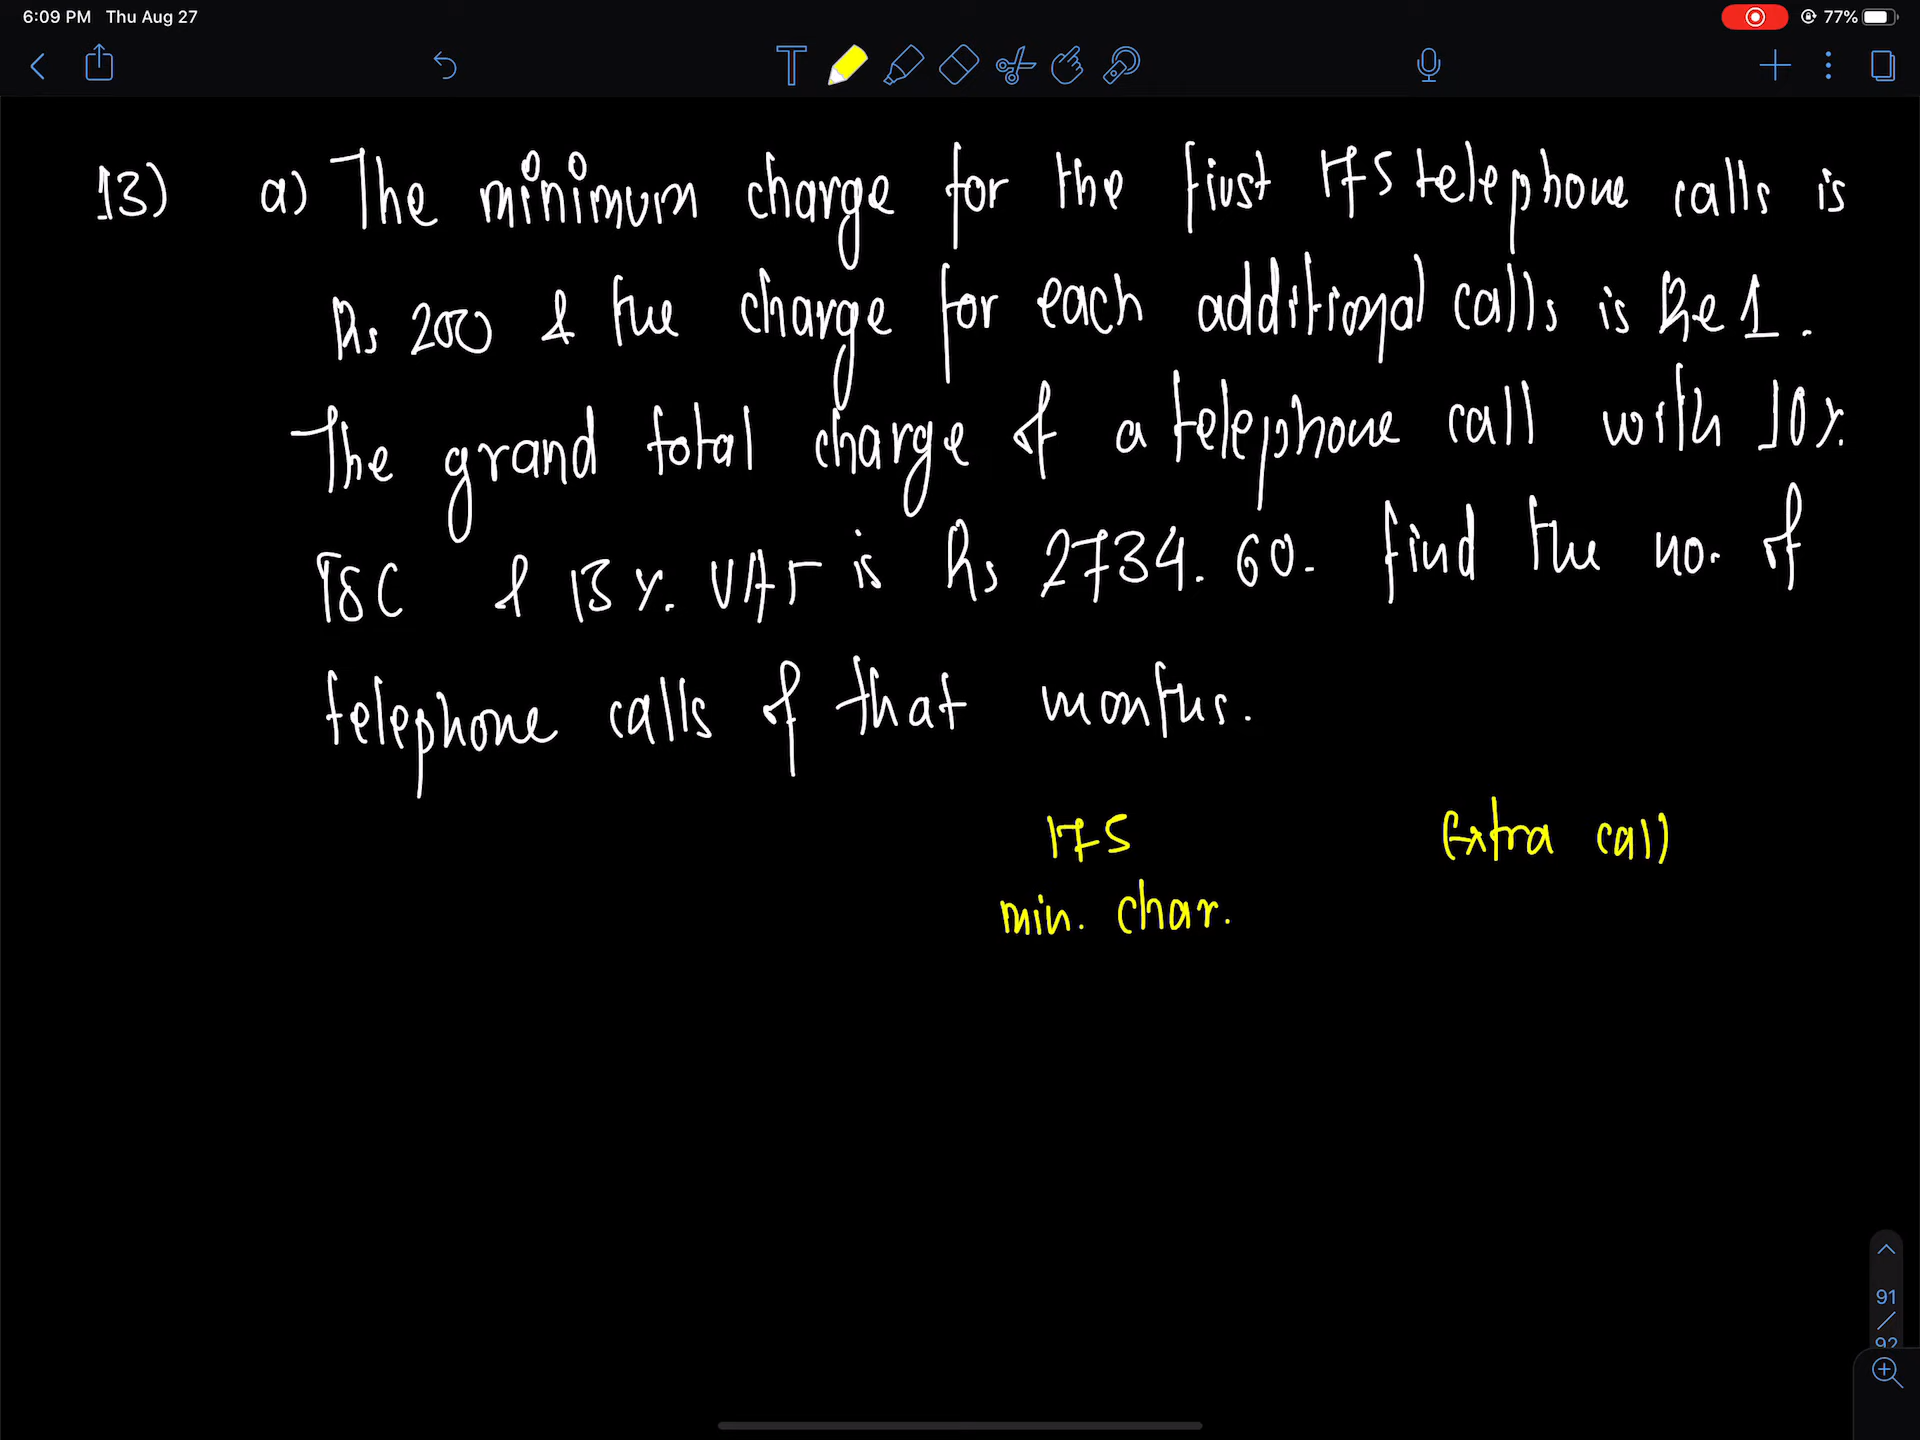 6:09 PM Thu Aug 27
77%
13) a) The minimum charge for the first 175 telephone calls is
Rs 200 & the charge for each additional calls is Re 1.
The grand total charge of a telephone call with 10%
TSC & 13%. VAT is Rs 2734.60. find the no. of
telephone calls of that months.
175 Extra call
min. char.
91
/
92